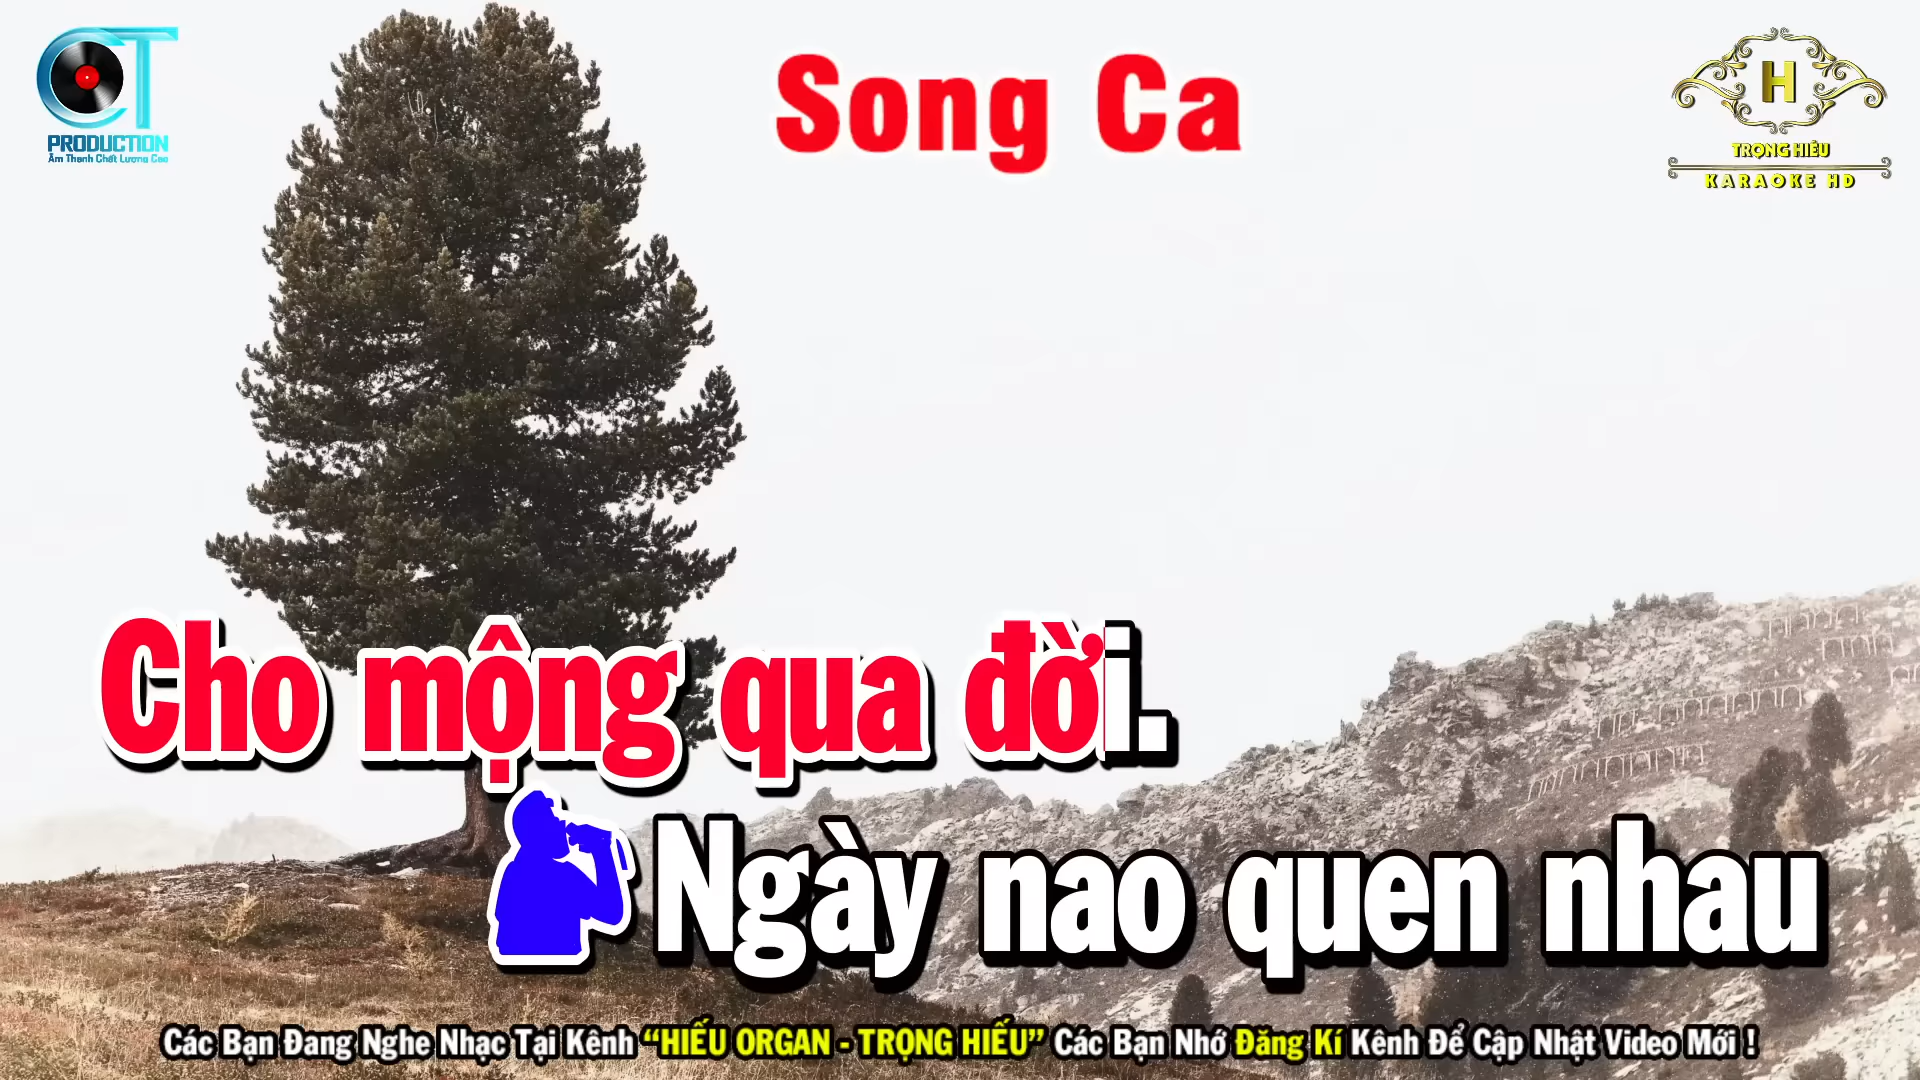 CT
PRODUCTION
Âm Thanh Chất Lượng Cao
Song Ca
H
TRỌNG HIẾU
KARAOKE HD
Cho mộng qua đời.
Ngày nao quen nhau
Các Bạn Đang Nghe Nhạc Tại Kênh “HIẾU ORGAN - TRỌNG HIẾU” Các Bạn Nhớ Đăng Kí Kênh Để Cập Nhật Video Mới !